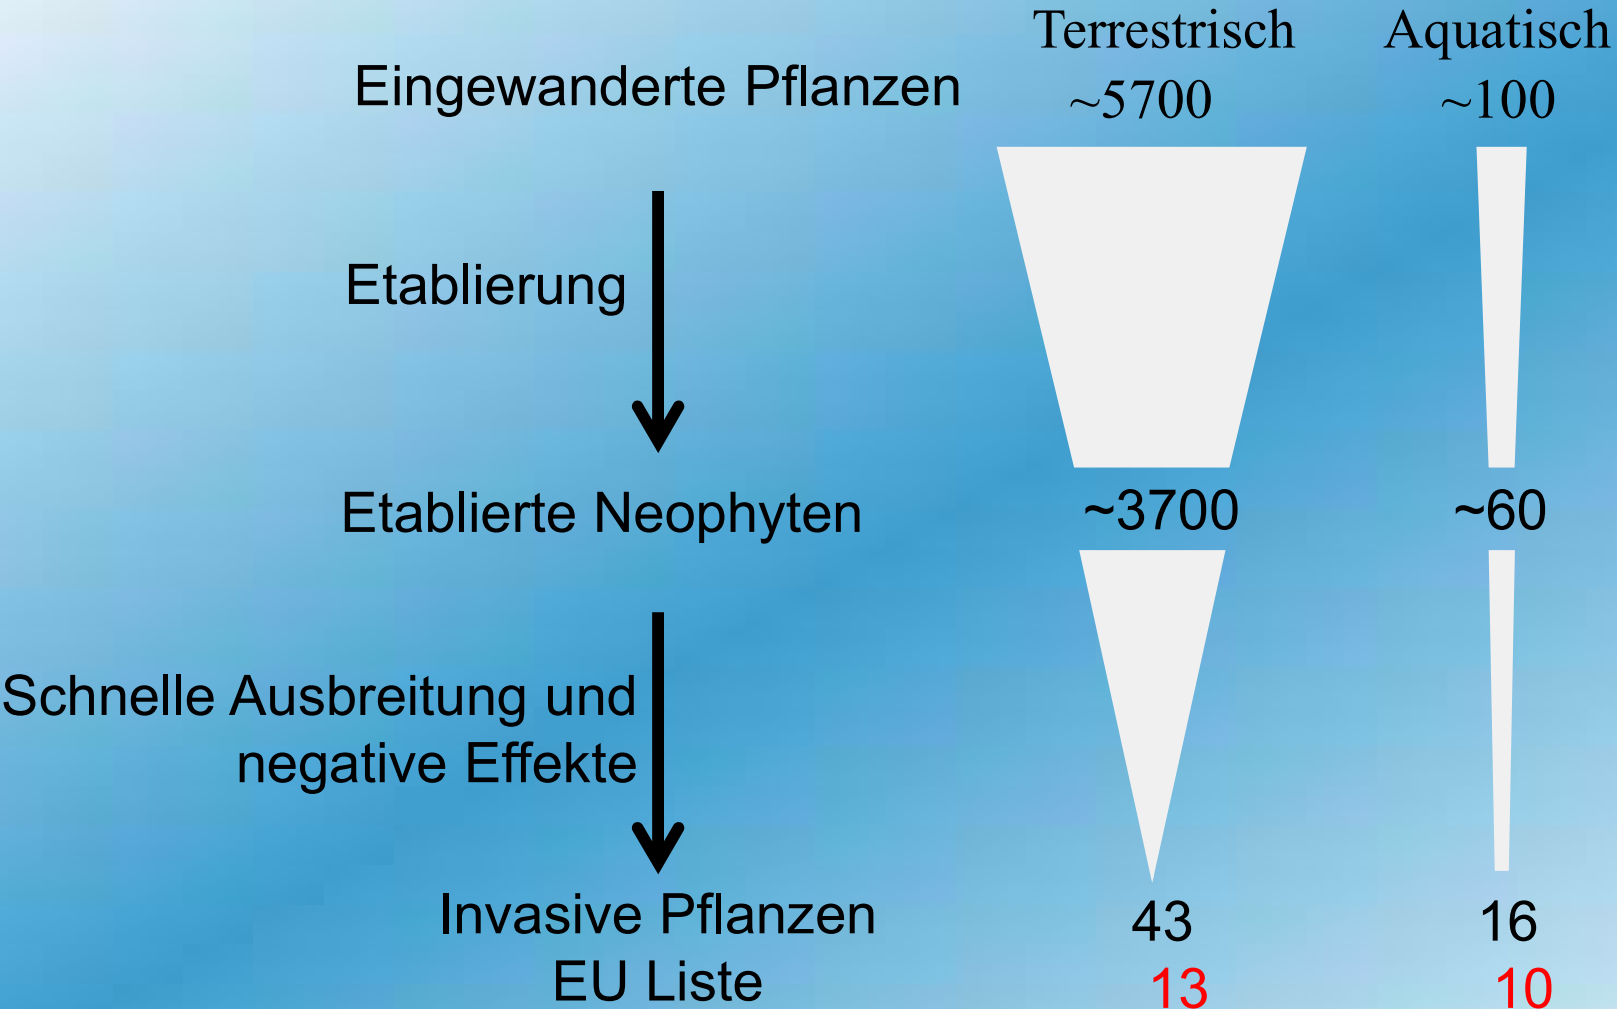 Terrestrisch Aquatisch
Eingewanderte Pflanzen ~5700 ~100
Etablierung
Etablierte Neophyten ~3700 ~60
Schnelle Ausbreitung und
negative Effekte
Invasive Pflanzen 43 16
EU Liste 13 10